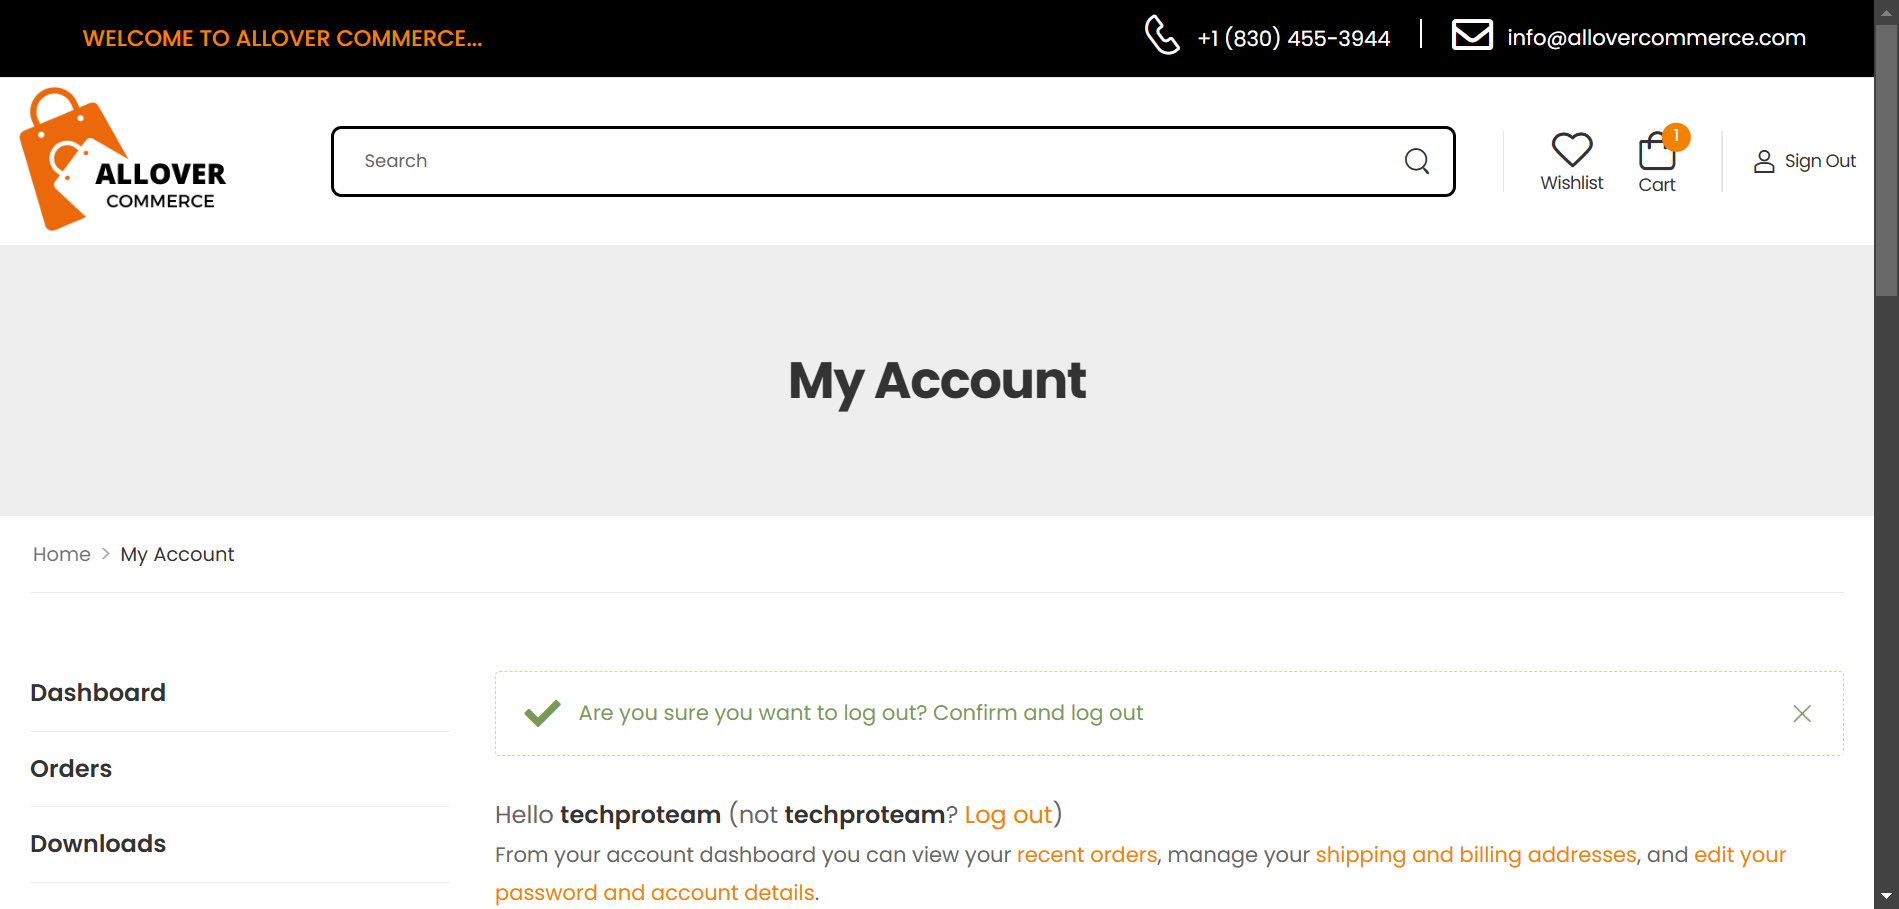 WELCOME TO ALLOVER COMMERCE...
+1 (830) 455-3944
info@allovercommerce.com
ALLOVER
COMMERCE
Search
Wishlist
1
Cart
Sign Out
My Account
Home > My Account
Dashboard
Orders
Downloads
Are you sure you want to log out? Confirm and log out
Hello techproteam (not techproteam? Log out)
From your account dashboard you can view your recent orders, manage your shipping and billing addresses, and edit your
password and account details.